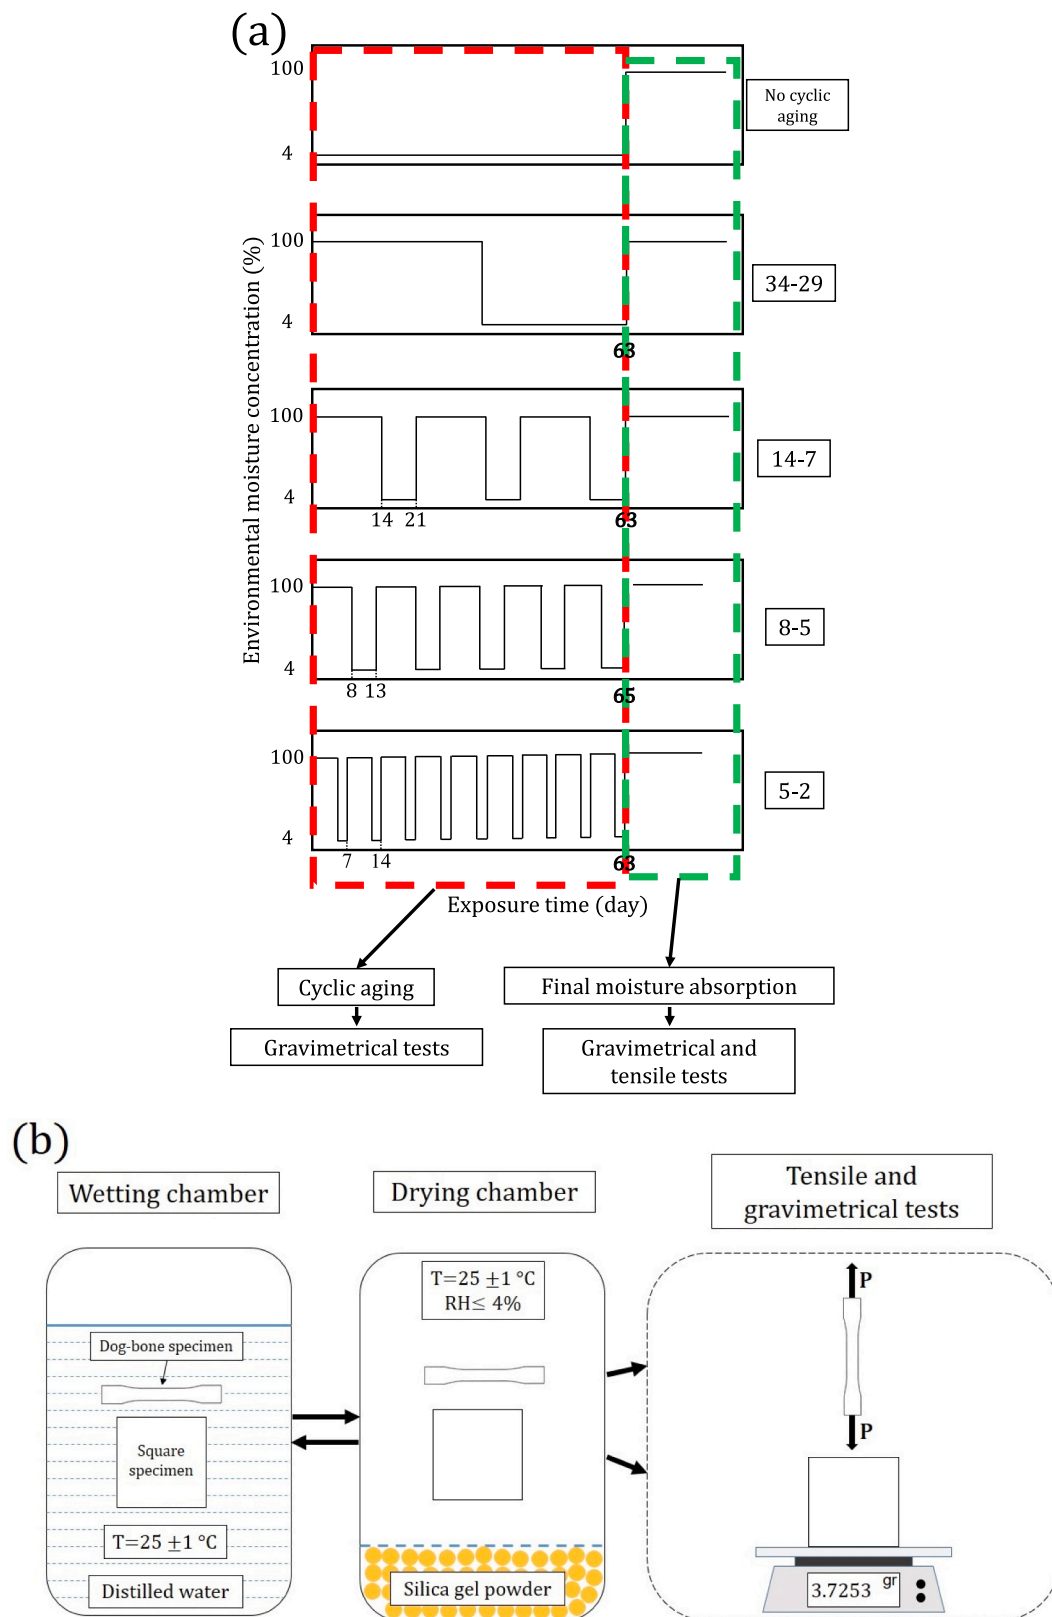 (a)
100
4
No cyclic
aging
Environmental moisture concentration (%)
100
4
63
34-29
100
4
14
21
63
14-7
100
4
8
13
65
8-5
100
4
7
14
63
5-2
Exposure time (day)
Cyclic aging
Final moisture absorption
Gravimetrical tests
Gravimetrical and
tensile tests
(b)
Wetting chamber
Drying chamber
Tensile and
gravimetrical tests
T=25 ±1 °C
RH≤ 4%
P
Dog-bone specimen
Square
specimen
P
T=25 ±1 °C
Distilled water
Silica gel powder
3.7253 gr